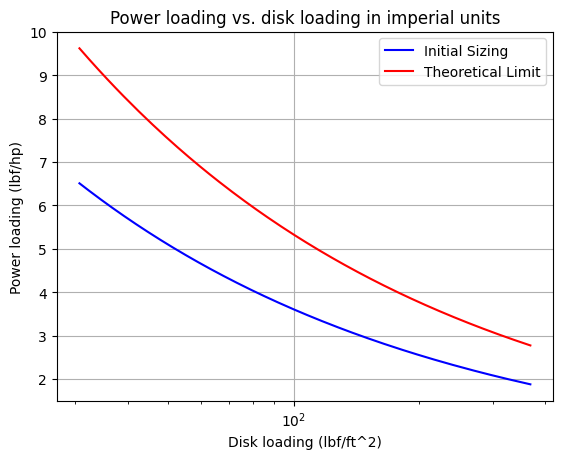 Power loading vs. disk loading in imperial units
Initial Sizing
Theoretical Limit
Power loading (lbf/hp)
10
9
8
7
6
5
4
3
2
10^2
Disk loading (lbf/ft^2)